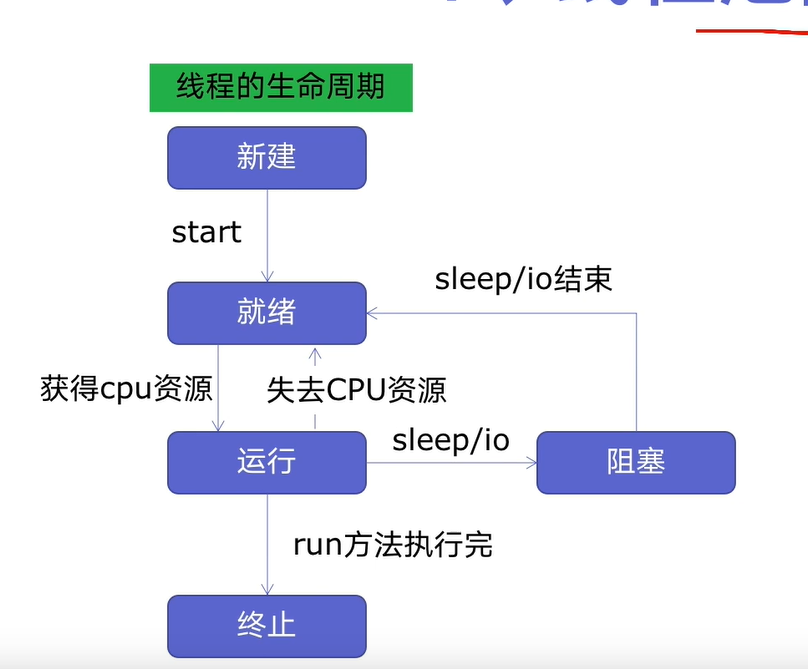 线程的生命周期
新建
start
sleep/io结束
就绪
获得cpu资源
失去CPU资源
sleep/io
运行
阻塞
run方法执行完
终止